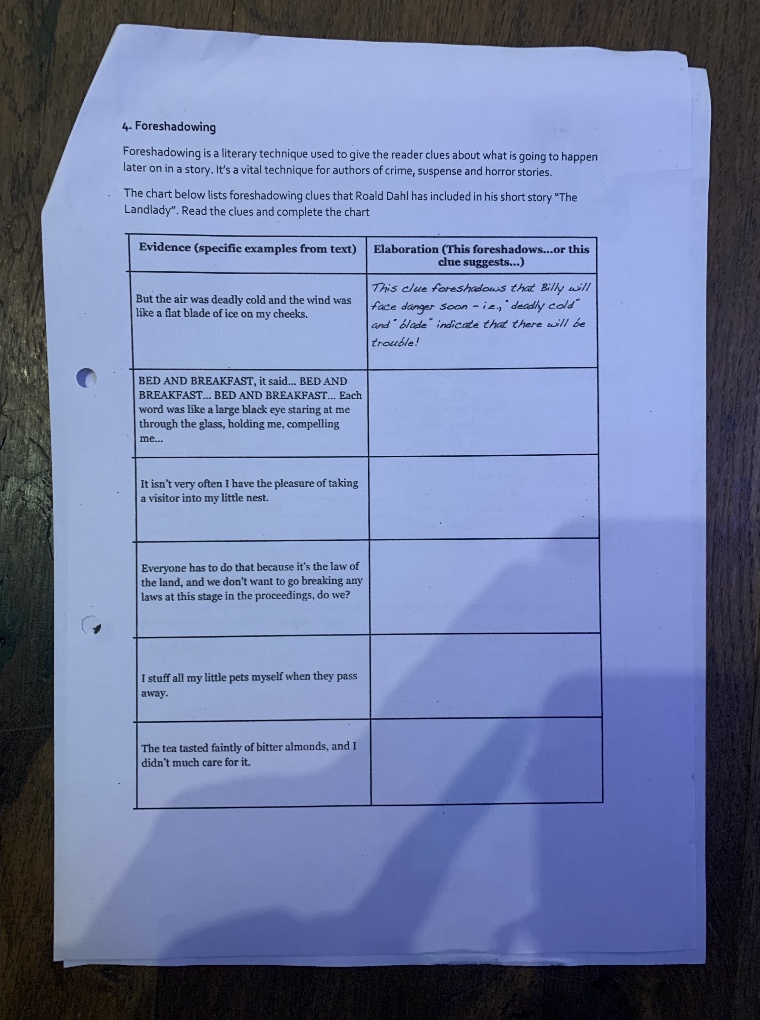 4. Foreshadowing
Foreshadowing is a literary technique used to give the reader clues about what is going to happen
later on in a story. It's a vital technique for authors of crime, suspense and horror stories.
The chart below lists foreshadowing clues that Roald Dahl has included in his short story "The
Landlady". Read the clues and complete the chart
Evidence (specific examples from text)
Elaboration (This foreshadows...or this
clue suggests...)
But the air was deadly cold and the wind was
like a flat blade of ice on my cheeks.
This clue foreshadows that Billy will
face danger soon – i.e., "deadly cold"
and "blade" indicate that there will be
trouble!
BED AND BREAKFAST, it said... BED AND
BREAKFAST... BED AND BREAKFAST... Each
word was like a large black eye staring at me
through the glass, holding me, compelling
me...
It isn't very often I have the pleasure of taking
a visitor into my little nest.
Everyone has to do that because it's the law of
the land, and we don't want to go breaking any
laws at this stage in the proceedings, do we?
I stuff all my little pets myself when they pass
away.
The tea tasted faintly of bitter almonds, and I
didn't much care for it.